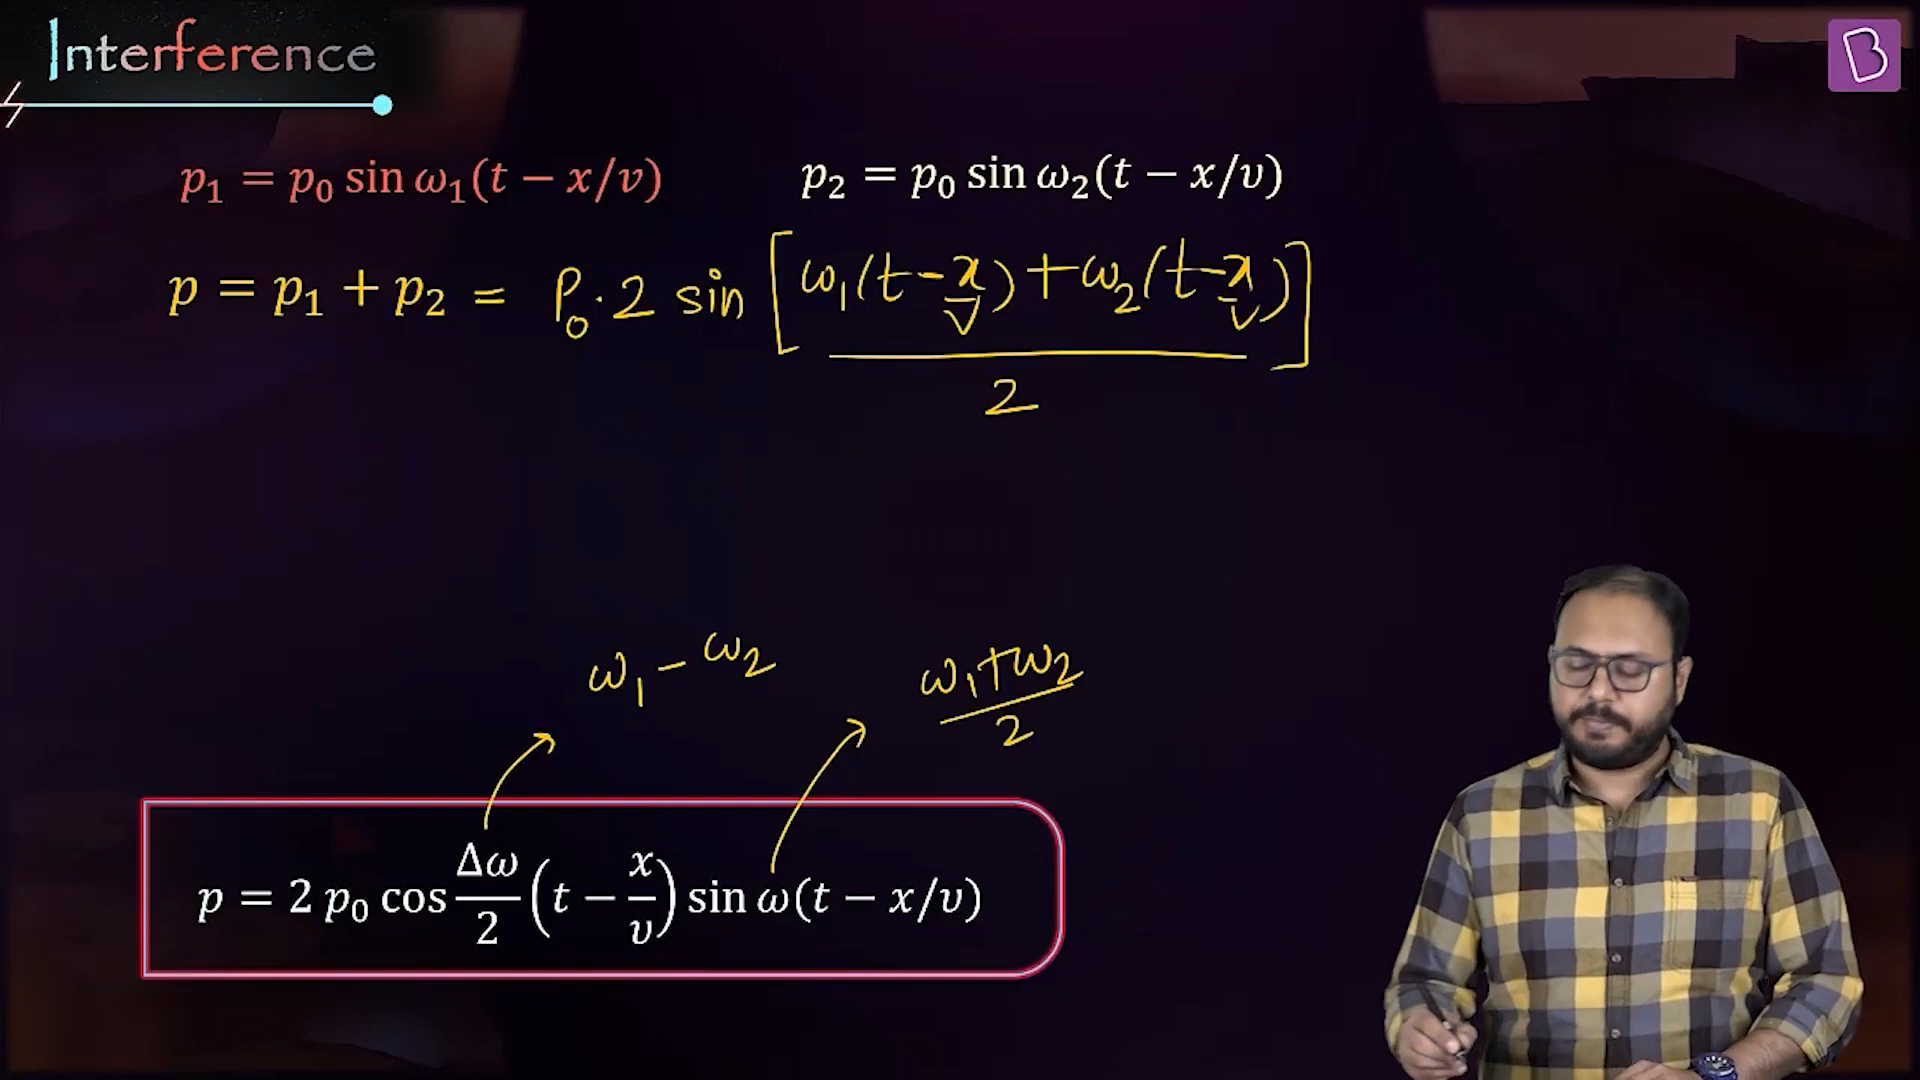 Interference
B
p₁ = p₀ sin ω₁(t − x/v)
p₂ = p₀ sin ω₂(t − x/v)
p = p₁ + p₂ = P₀·2 sin [(ω₁(t − x/v) + ω₂(t − x/v))/2]
ω₁ − ω₂
(ω₁ + ω₂)/2
p = 2 p₀ cos Δω/2 (t − x/v) sin ω(t − x/v)